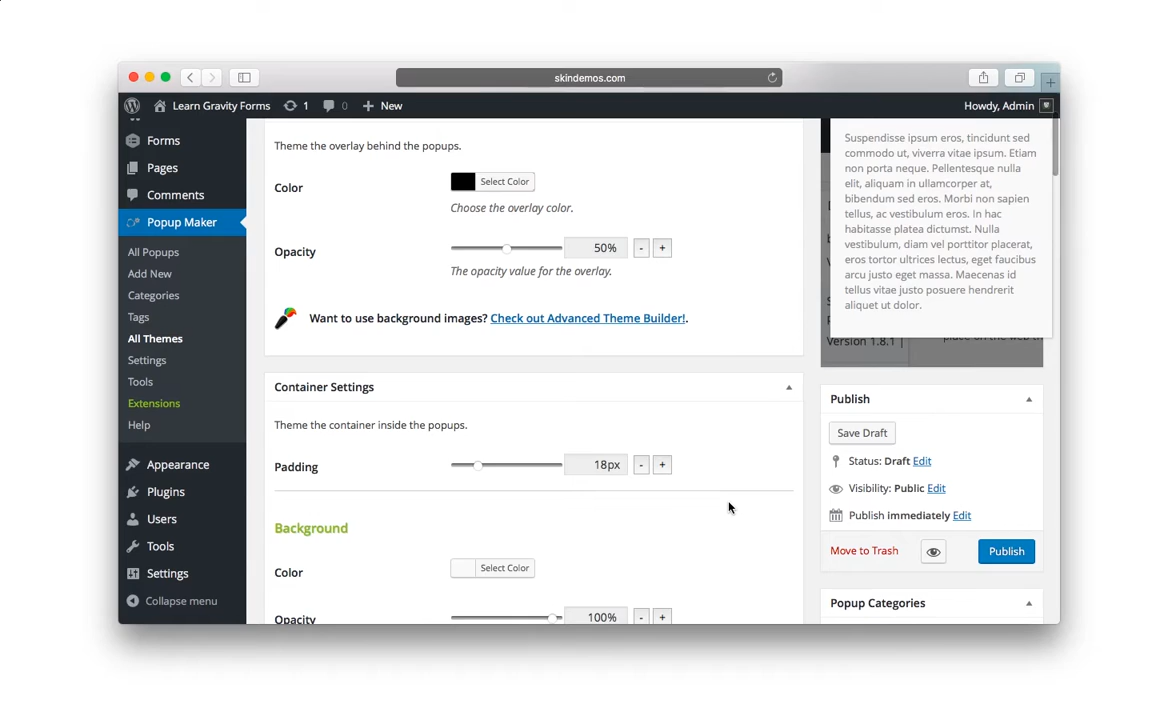 skindemos.com
Learn Gravity Forms
1
0
New
Howdy, Admin
Forms
Pages
Comments
Popup Maker
All Popups
Add New
Categories
Tags
All Themes
Settings
Tools
Extensions
Help
Appearance
Plugins
Users
Tools
Settings
Collapse menu
Theme the overlay behind the popups.
Color
Select Color
Choose the overlay color.
Opacity
50%
-
+
The opacity value for the overlay.
Want to use background images? Check out Advanced Theme Builder!.
Container Settings
Theme the container inside the popups.
Padding
18px
-
+
Background
Color
Select Color
Opacity
100%
-
+
Suspendisse ipsum eros, tincidunt sed
commodo ut, viverra vitae ipsum. Etiam
non porta neque. Pellentesque nulla
elit, aliquam in ullamcorper at,
bibendum sed eros. Morbi non sapien
tellus, ac vestibulum eros. In hac
habitasse platea dictumst. Nulla
vestibulum, diam vel porttitor placerat,
eros tortor ultrices lectus, eget faucibus
arcu justo eget massa. Maecenas id
tellus vitae justo posuere hendrerit
aliquet ut dolor.
Version 1.8.1 |
Publish
Save Draft
Status: Draft Edit
Visibility: Public Edit
Publish immediately Edit
Move to Trash
Publish
Popup Categories